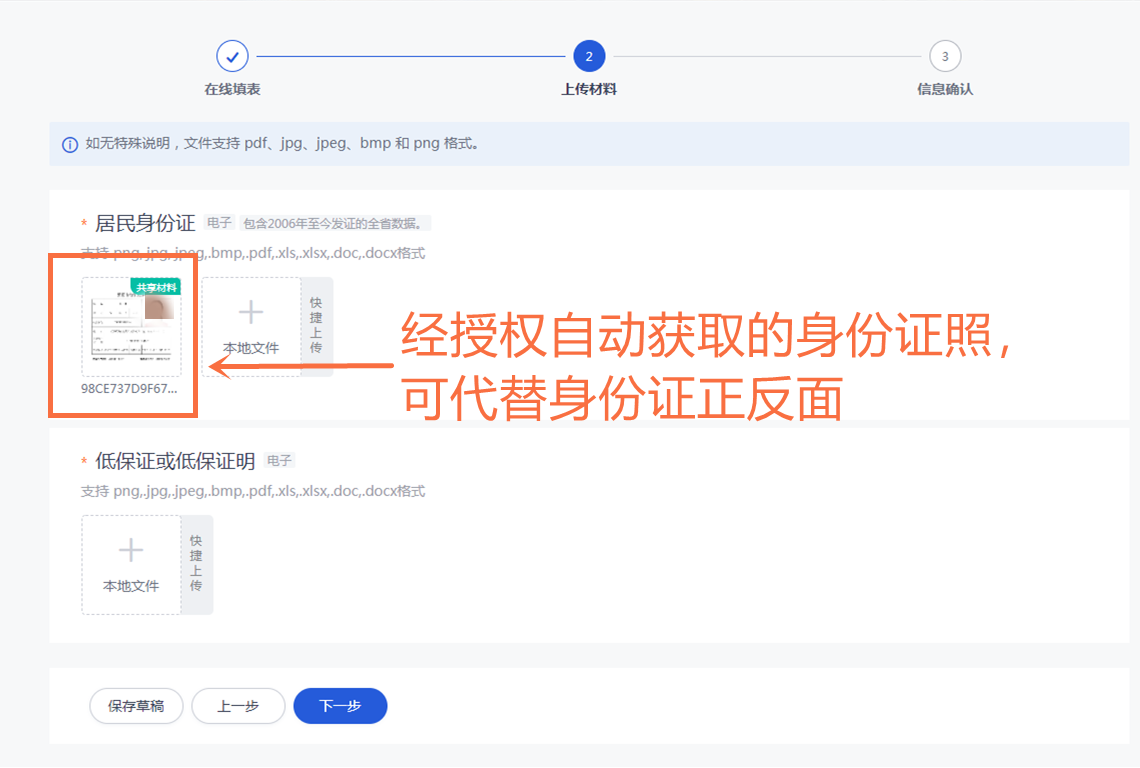 2
3
在线填表
上传材料
信息确认
如无特殊说明，文件支持 pdf、jpg、jpeg、bmp 和 png 格式。
* 居民身份证 电子 包含2006年至今发证的全省数据。
支持 png,.jpg,.jpeg,.bmp,.pdf,.xls,.xlsx,.doc,.docx格式
共享材料
98CE737D9F67...
本地文件
快捷上传
经授权自动获取的身份证照，
可代替身份证正反面
* 低保证或低保证明 电子
支持 png,.jpg,.jpeg,.bmp,.pdf,.xls,.xlsx,.doc,.docx格式
本地文件
快捷上传
保存草稿 上一步 下一步